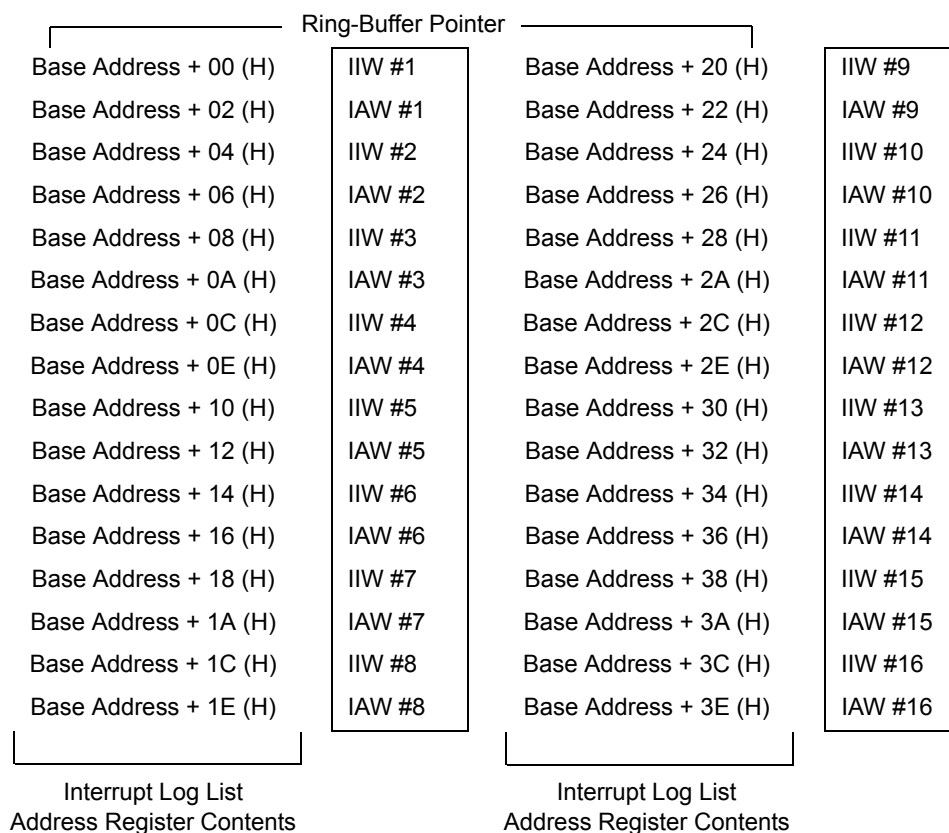 Ring-Buffer Pointer
Base Address + 00 (H) IIW #1 Base Address + 20 (H) IIW #9
Base Address + 02 (H) IAW #1 Base Address + 22 (H) IAW #9
Base Address + 04 (H) IIW #2 Base Address + 24 (H) IIW #10
Base Address + 06 (H) IAW #2 Base Address + 26 (H) IAW #10
Base Address + 08 (H) IIW #3 Base Address + 28 (H) IIW #11
Base Address + 0A (H) IAW #3 Base Address + 2A (H) IAW #11
Base Address + 0C (H) IIW #4 Base Address + 2C (H) IIW #12
Base Address + 0E (H) IAW #4 Base Address + 2E (H) IAW #12
Base Address + 10 (H) IIW #5 Base Address + 30 (H) IIW #13
Base Address + 12 (H) IAW #5 Base Address + 32 (H) IAW #13
Base Address + 14 (H) IIW #6 Base Address + 34 (H) IIW #14
Base Address + 16 (H) IAW #6 Base Address + 36 (H) IAW #14
Base Address + 18 (H) IIW #7 Base Address + 38 (H) IIW #15
Base Address + 1A (H) IAW #7 Base Address + 3A (H) IAW #15
Base Address + 1C (H) IIW #8 Base Address + 3C (H) IIW #16
Base Address + 1E (H) IAW #8 Base Address + 3E (H) IAW #16
Interrupt Log List Interrupt Log List
Address Register Contents Address Register Contents